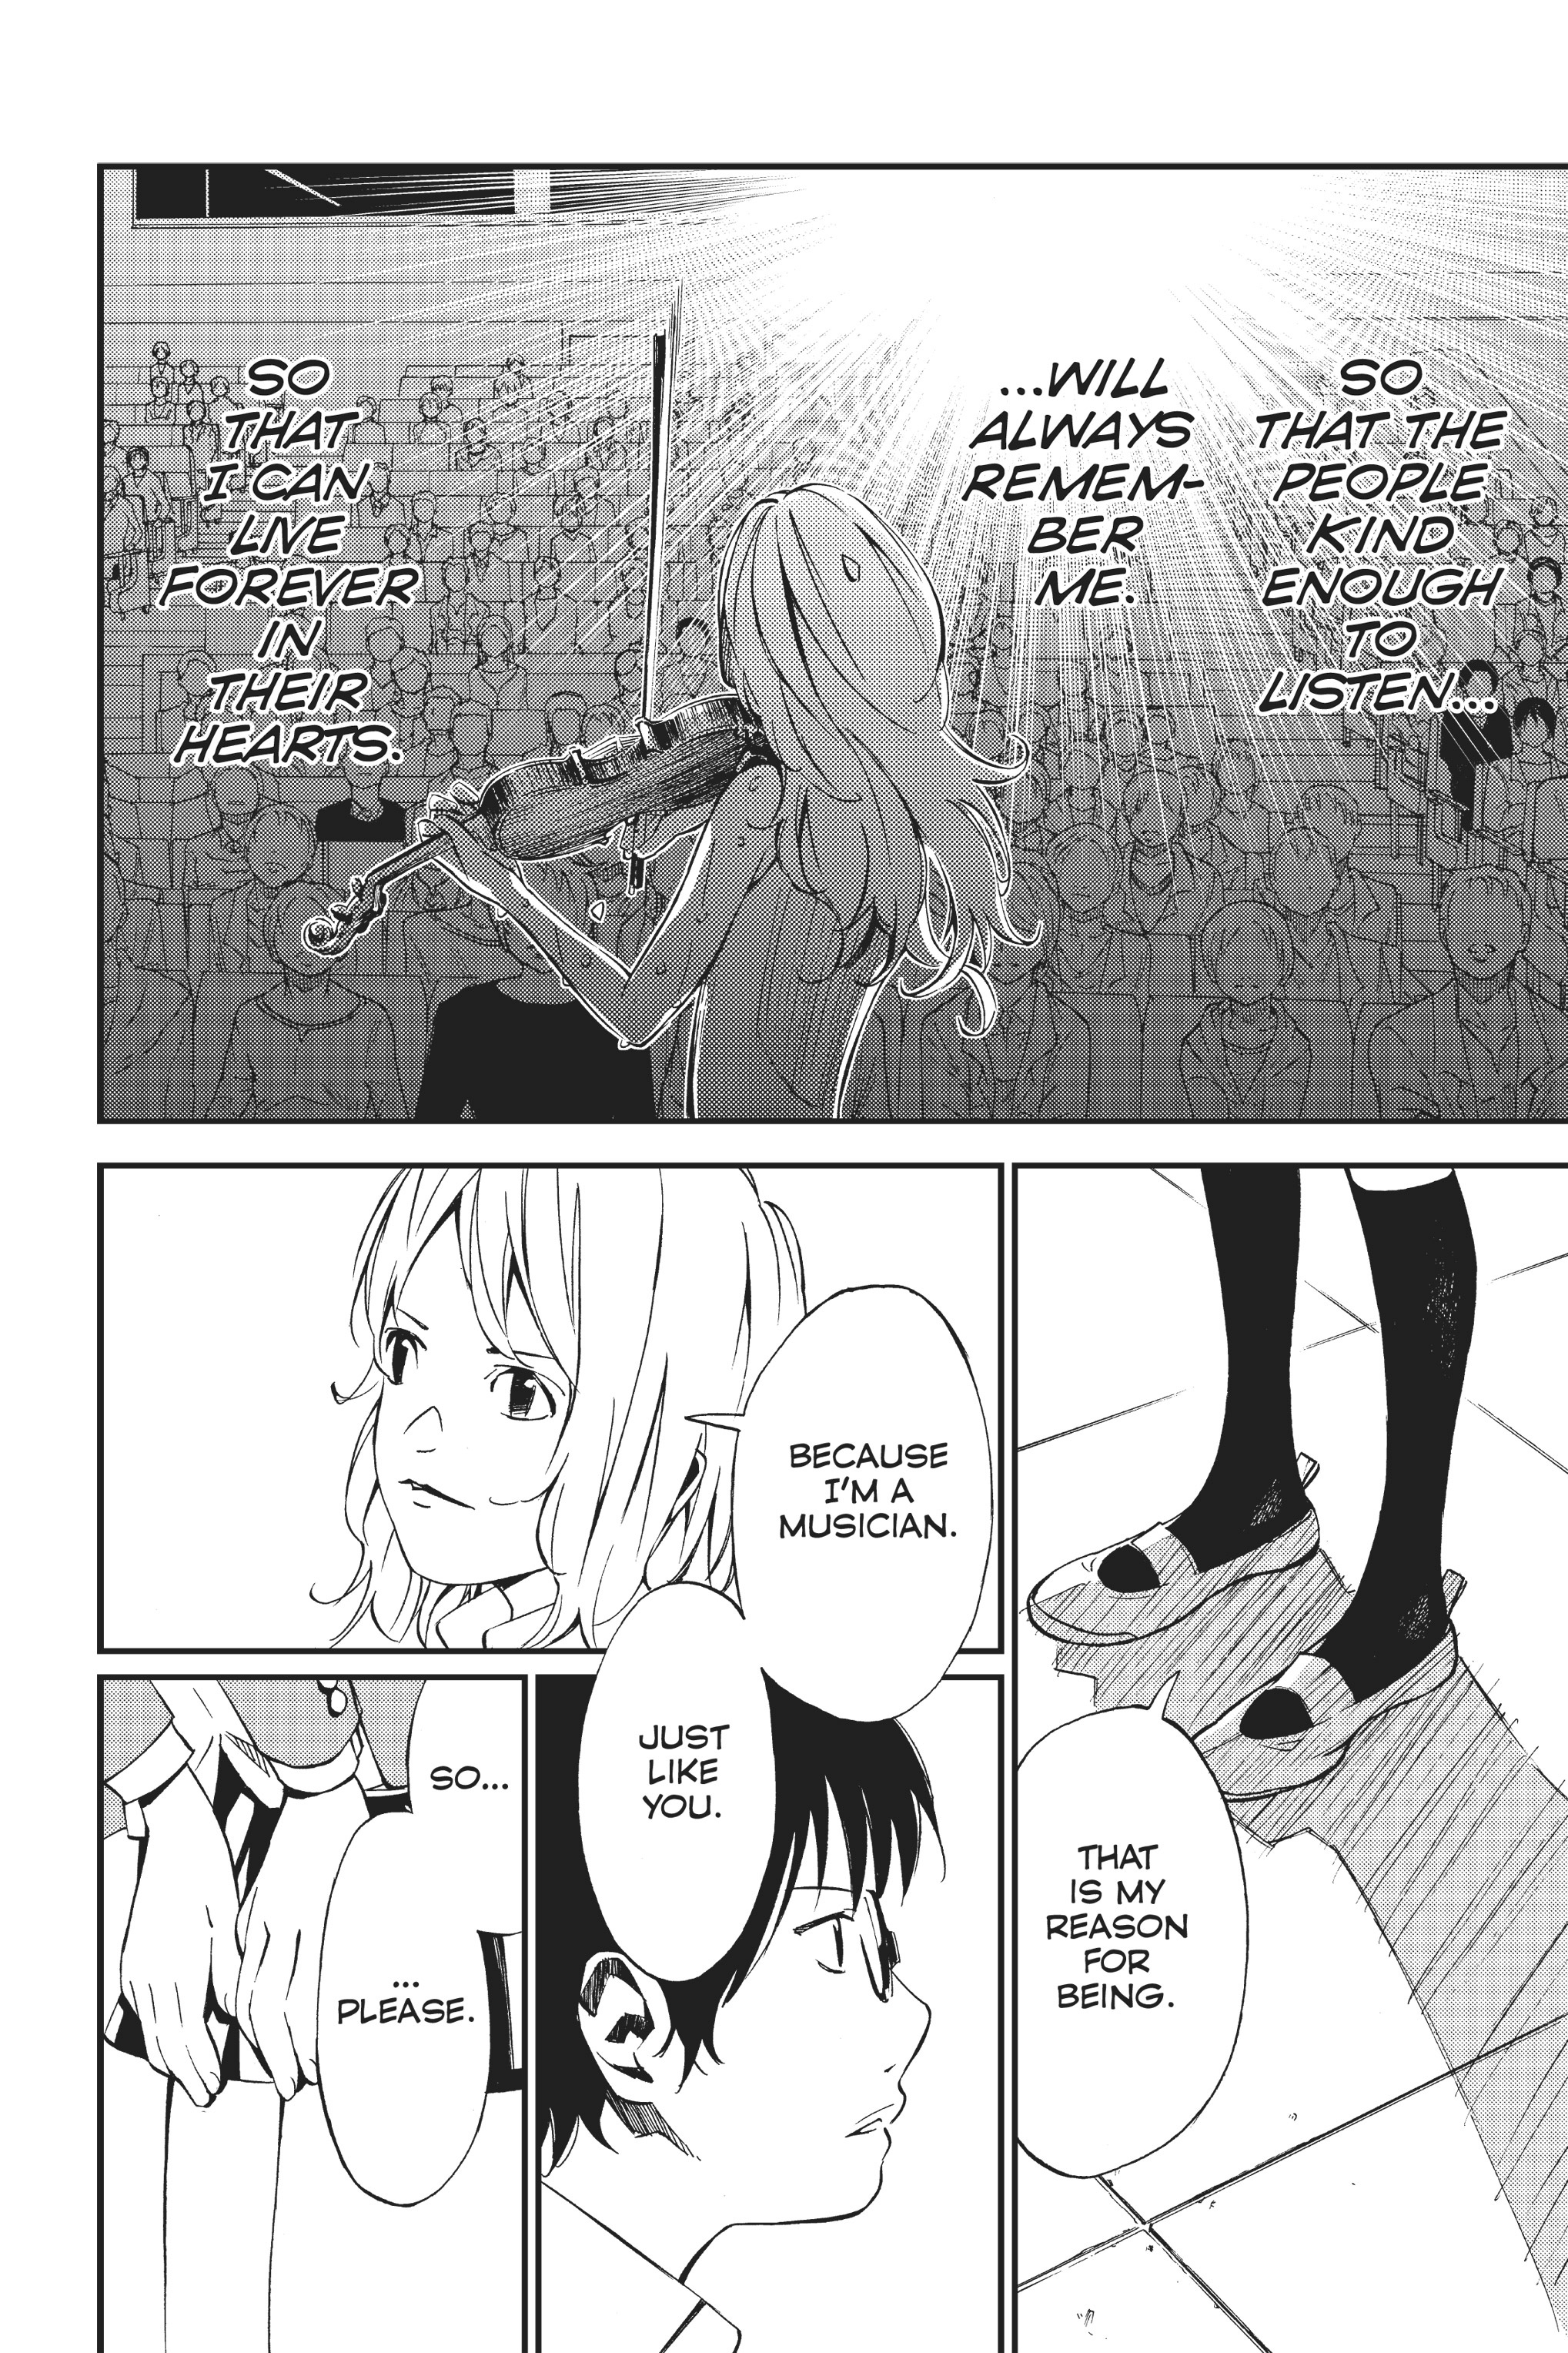 SO
THAT THE
PEOPLE
KIND
ENOUGH
TO
LISTEN...
...WILL
ALWAYS
REMEM-
BER
ME.
SO
THAT
I CAN
LIVE
FOREVER
IN
THEIR
HEARTS.
THAT
IS MY
REASON
FOR
BEING.
BECAUSE
I'M A
MUSICIAN.
JUST
LIKE
YOU.
SO...
...
PLEASE.